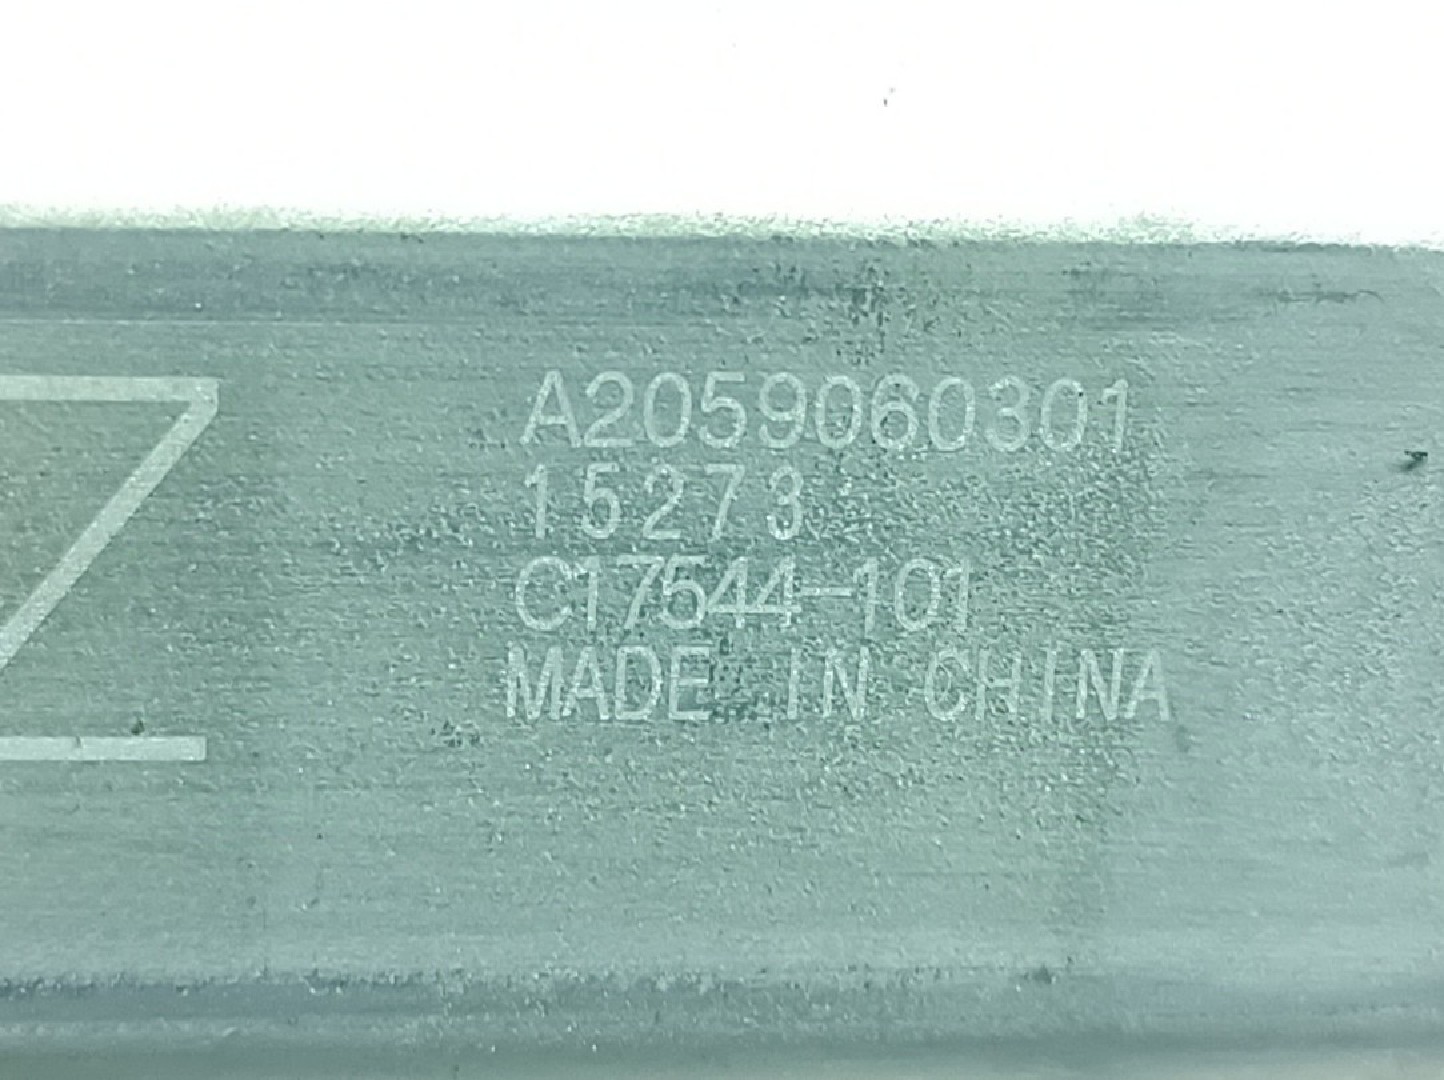 A2059060301
15273
C17544-101
MADE IN CHINA